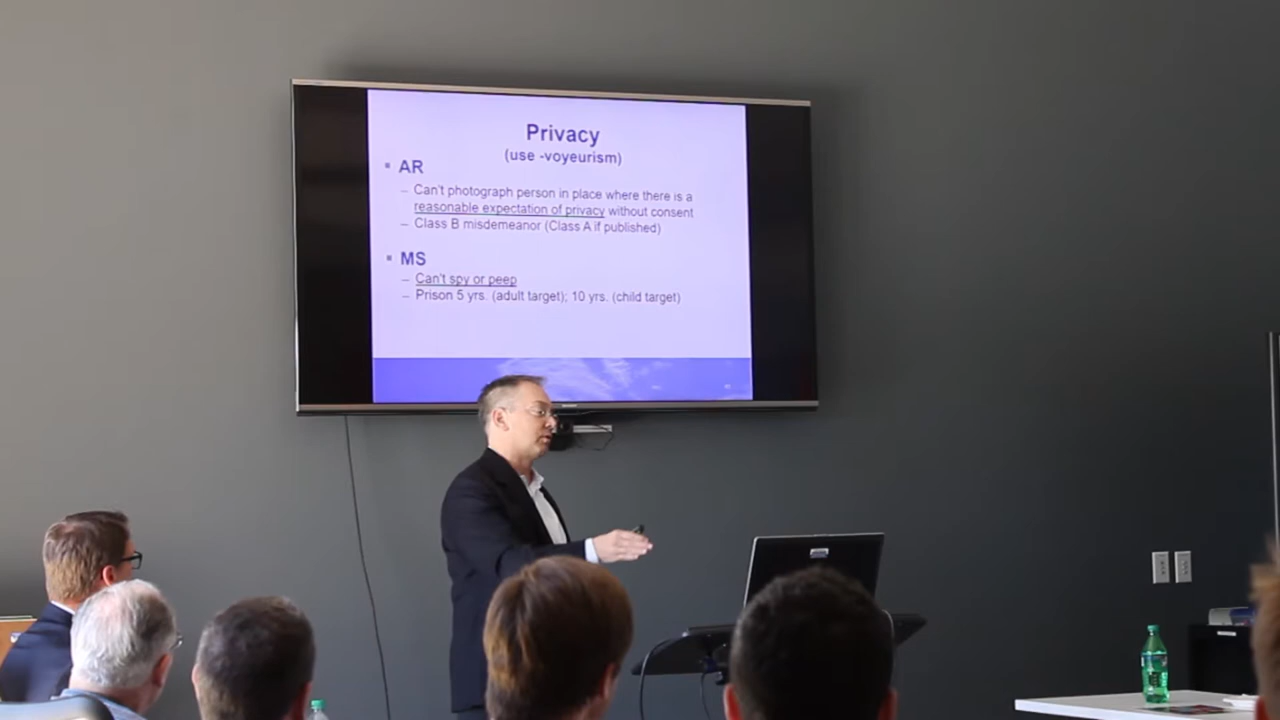 Privacy
(use -voyeurism)
▪ AR
– Can't photograph person in place where there is a
reasonable expectation of privacy without consent
– Class B misdemeanor (Class A if published)
▪ MS
– Can't spy or peep
– Prison 5 yrs. (adult target); 10 yrs. (child target)